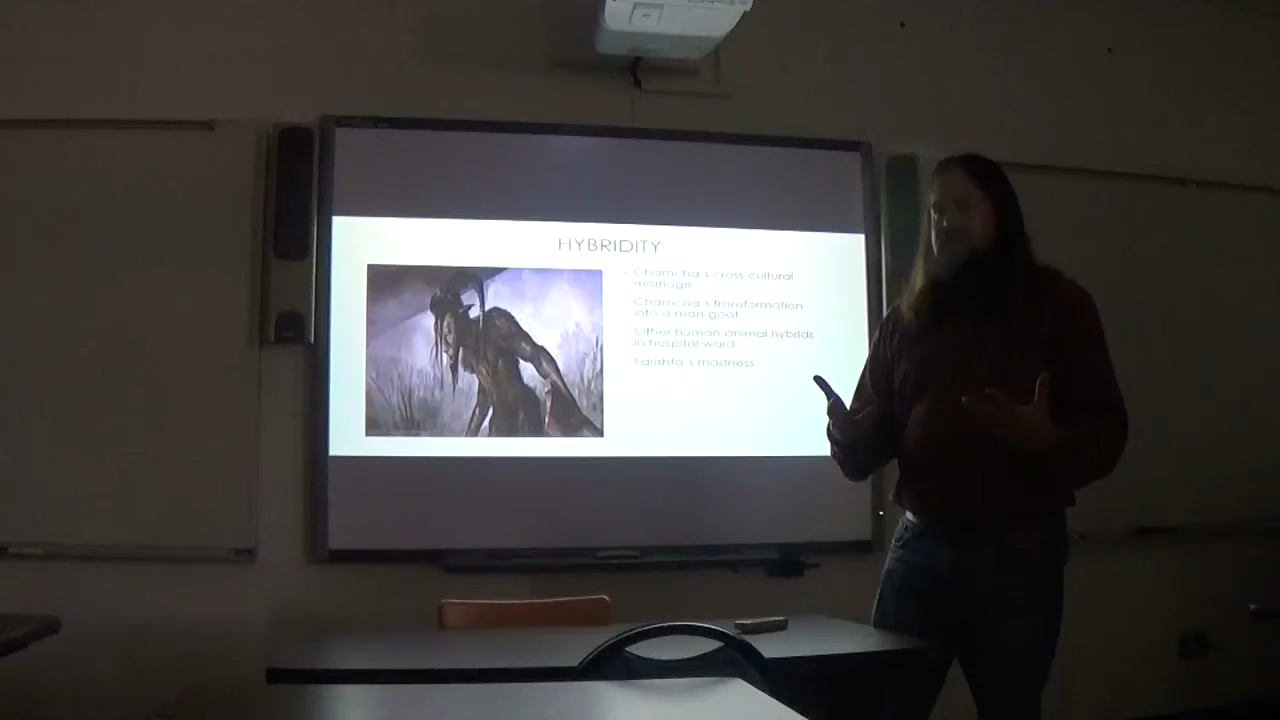 HYBRIDITY
Chamcha's cross-cultural
marriage
Chamcha's transformation
into a man-goat
Other human-animal hybrids
in hospital ward
Farishta's madness